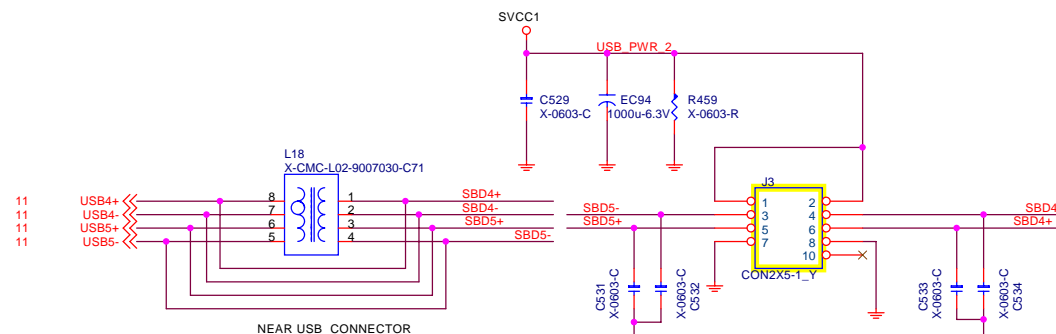 SVCC1
USB_PWR_2
C529
X-0603-C
EC94
1000u-6.3V
R459
X-0603-R
L18
X-CMC-L02-9007030-C71
J3
11 USB4+ 8 1 SBD4+
11 USB4- 7 2 SBD4-
11 USB5+ 6 3 SBD5+
11 USB5- 5 4 SBD5-
1 2
SBD5- 3 4 SBD4
SBD5+ 5 6 SBD4+
7 8
10
CON2X5-1_Y
C531
X-0603-C
X-0603-C
C532
C533
X-0603-C
X-0603-C
C534
NEAR USB CONNECTOR